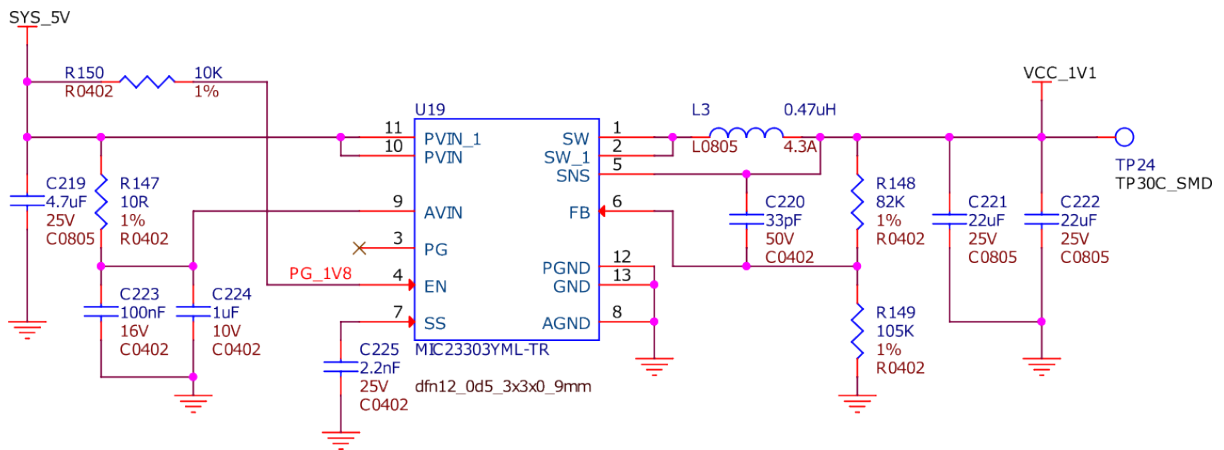 SYS_5V
R150
10K
R0402
1%
VCC_1V1
U19
L3
0.47uH
11
PVIN_1
SW
1
10
PVIN
SW_1
2
L0805
4.3A
SNS
5
TP24
TP30C_SMD
C219
4.7uF
25V
C0805
R147
10R
1%
R0402
9
AVIN
FB
6
C220
33pF
50V
C0402
R148
82K
1%
R0402
C221
22uF
25V
C0805
C222
22uF
25V
C0805
3
PG
PG_1V8
4
EN
PGND
12
GND
13
C223
100nF
16V
C0402
C224
1uF
10V
C0402
7
SS
AGND
8
R149
105K
1%
R0402
C225
2.2nF
25V
C0402
MIC23303YML-TR
dfn12_0d5_3x3x0_9mm